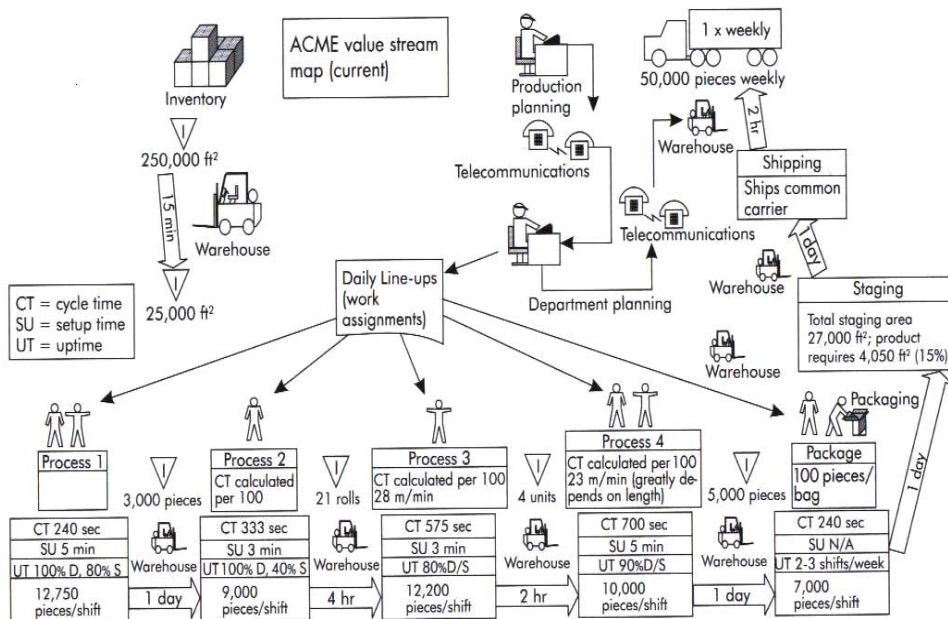 ACME value stream
map (current)
Inventory
I
250,000 ft²
15 min
Warehouse
I
25,000 ft²
CT = cycle time
SU = setup time
UT = uptime
Production
planning
Telecommunications
Telecommunications
Department planning
Daily Line-ups
(work
assignments)
1 x weekly
50,000 pieces weekly
2 hr
Warehouse
Shipping
Ships common
carrier
1 day
Warehouse
Staging
Total staging area
27,000 ft²; product
requires 4,050 ft² (15%)
Warehouse
1 day
Process 1
I
3,000 pieces
Process 2
CT calculated
per 100
I
21 rolls
Process 3
CT calculated per 100
28 m/min
I
4 units
Process 4
CT calculated per 100
23 m/min (greatly de-
pends on length)
I
5,000 pieces
Packaging
Package
100 pieces/
bag
CT 240 sec
SU 5 min
UT 100% D, 80% S
12,750
pieces/shift
Warehouse
1 day
CT 333 sec
SU 3 min
UT 100% D, 40% S
9,000
pieces/shift
Warehouse
4 hr
CT 575 sec
SU 3 min
UT 80%D/S
12,200
pieces/shift
Warehouse
2 hr
CT 700 sec
SU 5 min
UT 90%D/S
10,000
pieces/shift
Warehouse
1 day
CT 240 sec
SU N/A
UT 2-3 shifts/week
7,000
pieces/shift